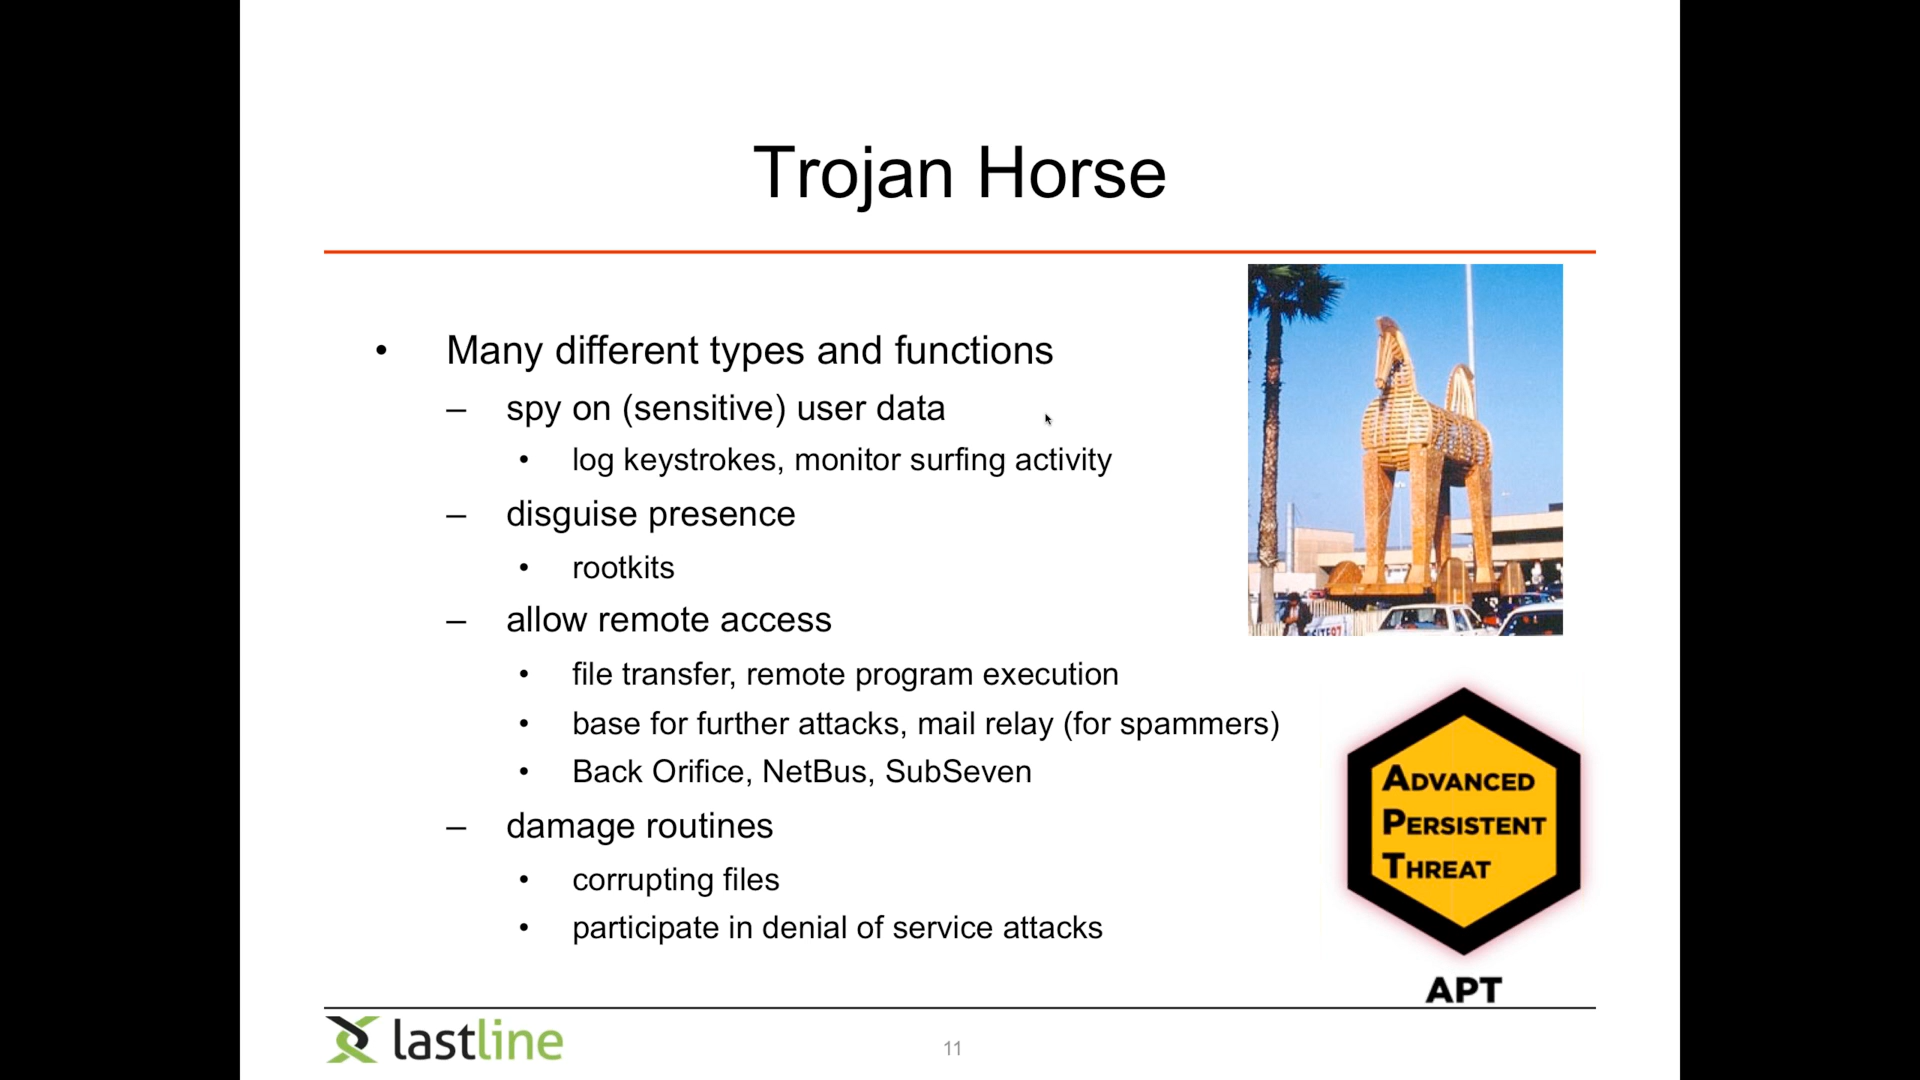 Trojan Horse
• Many different types and functions
– spy on (sensitive) user data
• log keystrokes, monitor surfing activity
– disguise presence
• rootkits
– allow remote access
• file transfer, remote program execution
• base for further attacks, mail relay (for spammers)
• Back Orifice, NetBus, SubSeven
– damage routines
• corrupting files
• participate in denial of service attacks
ADVANCED
PERSISTENT
THREAT
APT
lastline
11